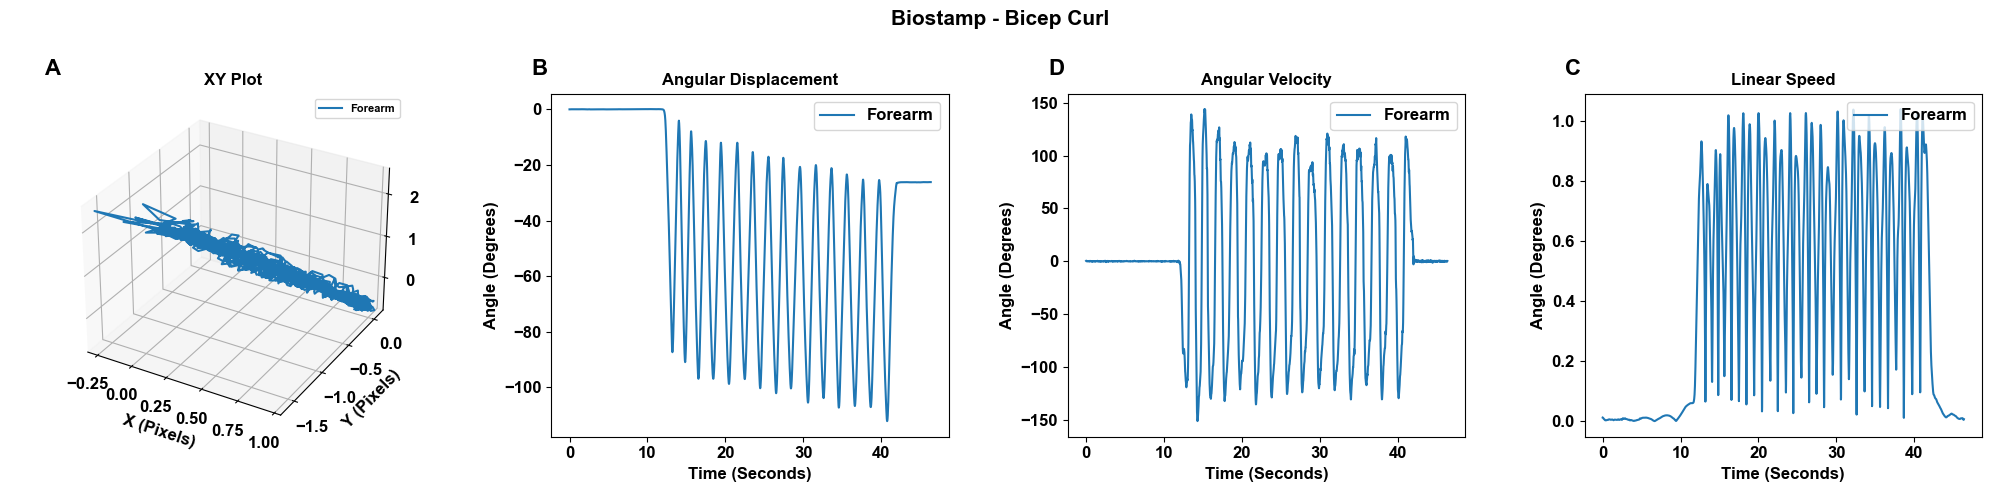 Biostamp - Bicep Curl
A
XY Plot
Forearm
2
1
0
−0.25
0.00
0.25
0.50
0.75
1.00
X (Pixels)
0.0
−0.5
−1.0
−1.5
Y (Pixels)
B
Angular Displacement
Forearm
0
−20
−40
−60
−80
−100
Angle (Degrees)
0 10 20 30 40
Time (Seconds)
D
Angular Velocity
Forearm
150
100
50
0
−50
−100
−150
Angle (Degrees)
0 10 20 30 40
Time (Seconds)
C
Linear Speed
Forearm
1.0
0.8
0.6
0.4
0.2
0.0
Angle (Degrees)
0 10 20 30 40
Time (Seconds)